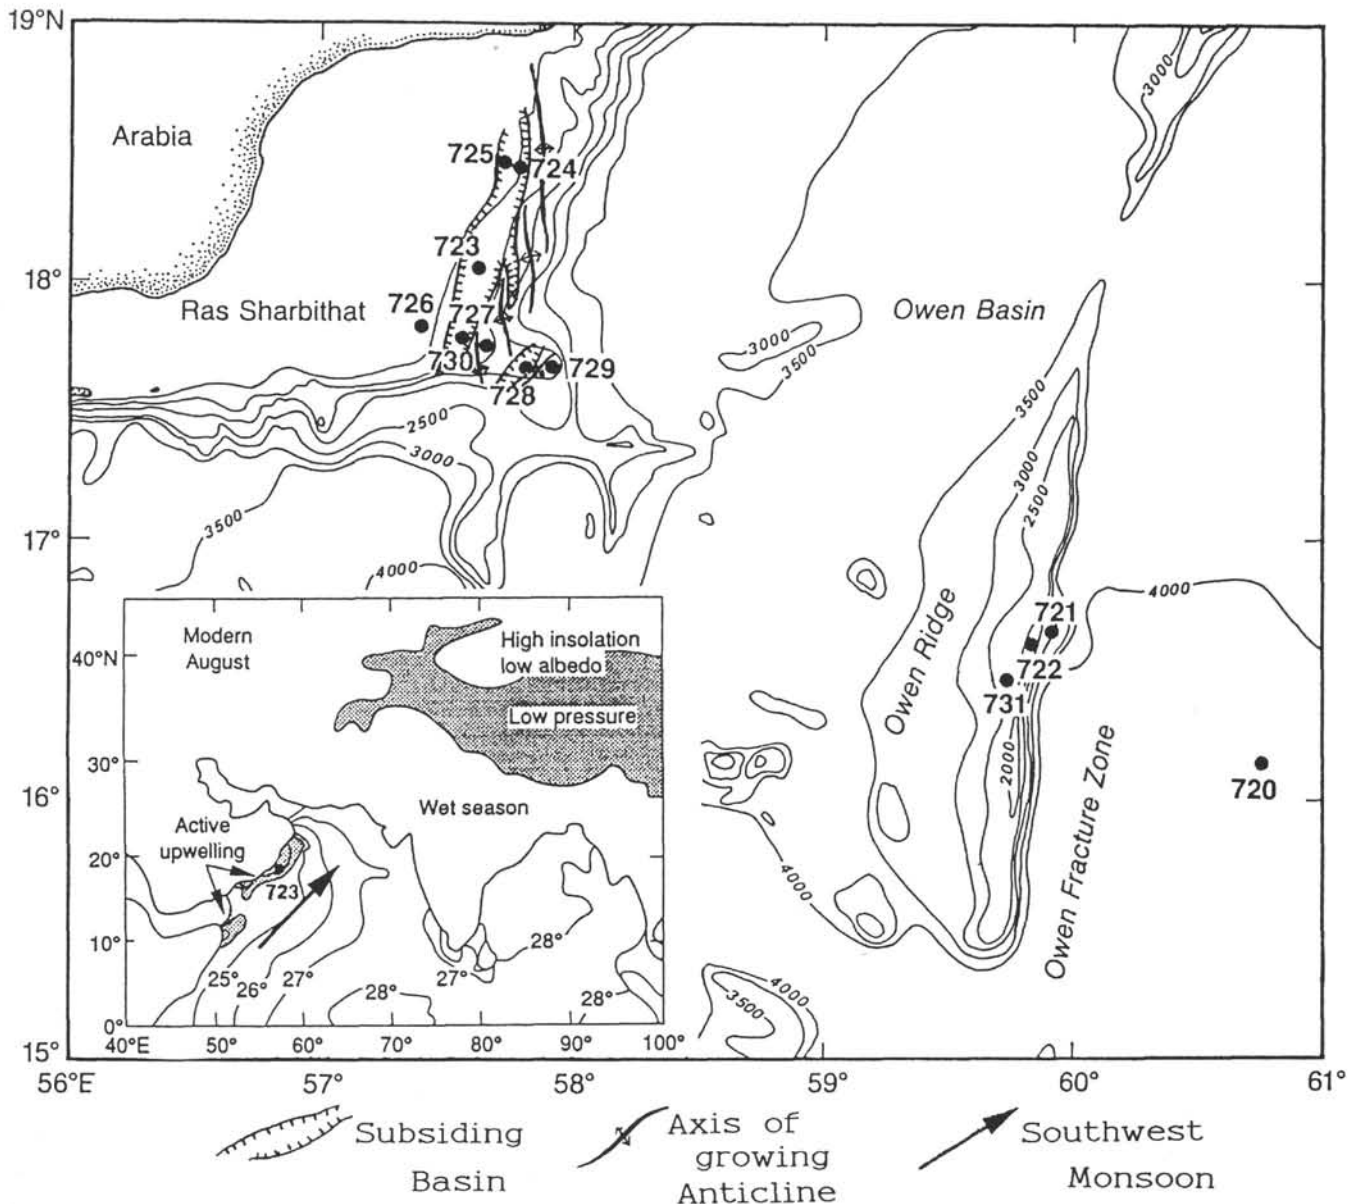 19°N
Arabia
725
724
723
18°
Ras Sharbithat
726
727
730
729
728
Owen Basin
3000
3000
3500
2500
3000
3500
3500
3000
2500
17°
4000
4000
721
722
731
Owen Ridge
2000
Owen Fracture Zone
720
16°
4000
4000
3500
15°
56°E
57°
58°
59°
60°
61°
Modern
August
High insolation
low albedo
Low pressure
40°N
30°
Wet season
Active
upwelling
20°
723
10°
25°
26°
27°
28°
27°
28°
28°
0°
40°E
50°
60°
70°
80°
90°
100°
Subsiding
Basin
Axis of
growing
Anticline
Southwest
Monsoon